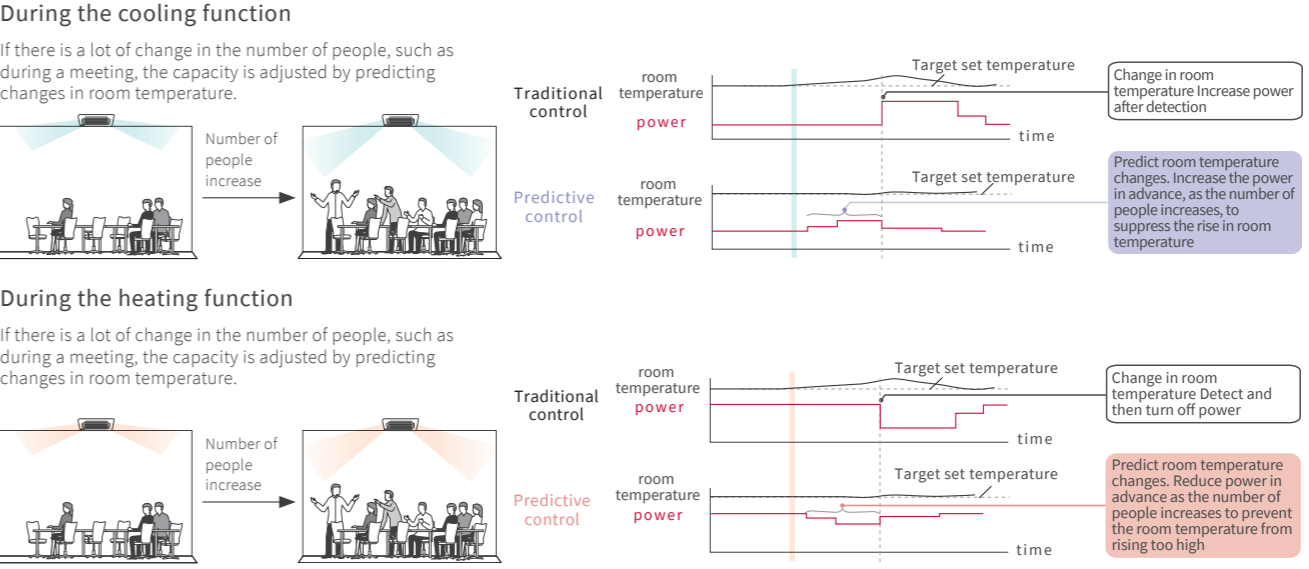 During the cooling function
If there is a lot of change in the number of people, such as
during a meeting, the capacity is adjusted by predicting
changes in room temperature.
Number of
people
increase
Traditional
control
room
temperature
power
Target set temperature
time
Change in room
temperature Increase power
after detection
Predictive
control
room
temperature
power
Target set temperature
time
Predict room temperature
changes. Increase the power
in advance, as the number of
people increases, to
suppress the rise in room
temperature
During the heating function
If there is a lot of change in the number of people, such as
during a meeting, the capacity is adjusted by predicting
changes in room temperature.
Number of
people
increase
Traditional
control
room
temperature
power
Target set temperature
time
Change in room
temperature Detect and
then turn off power
Predictive
control
room
temperature
power
Target set temperature
time
Predict room temperature
changes. Reduce power in
advance as the number of
people increases to prevent
the room temperature from
rising too high